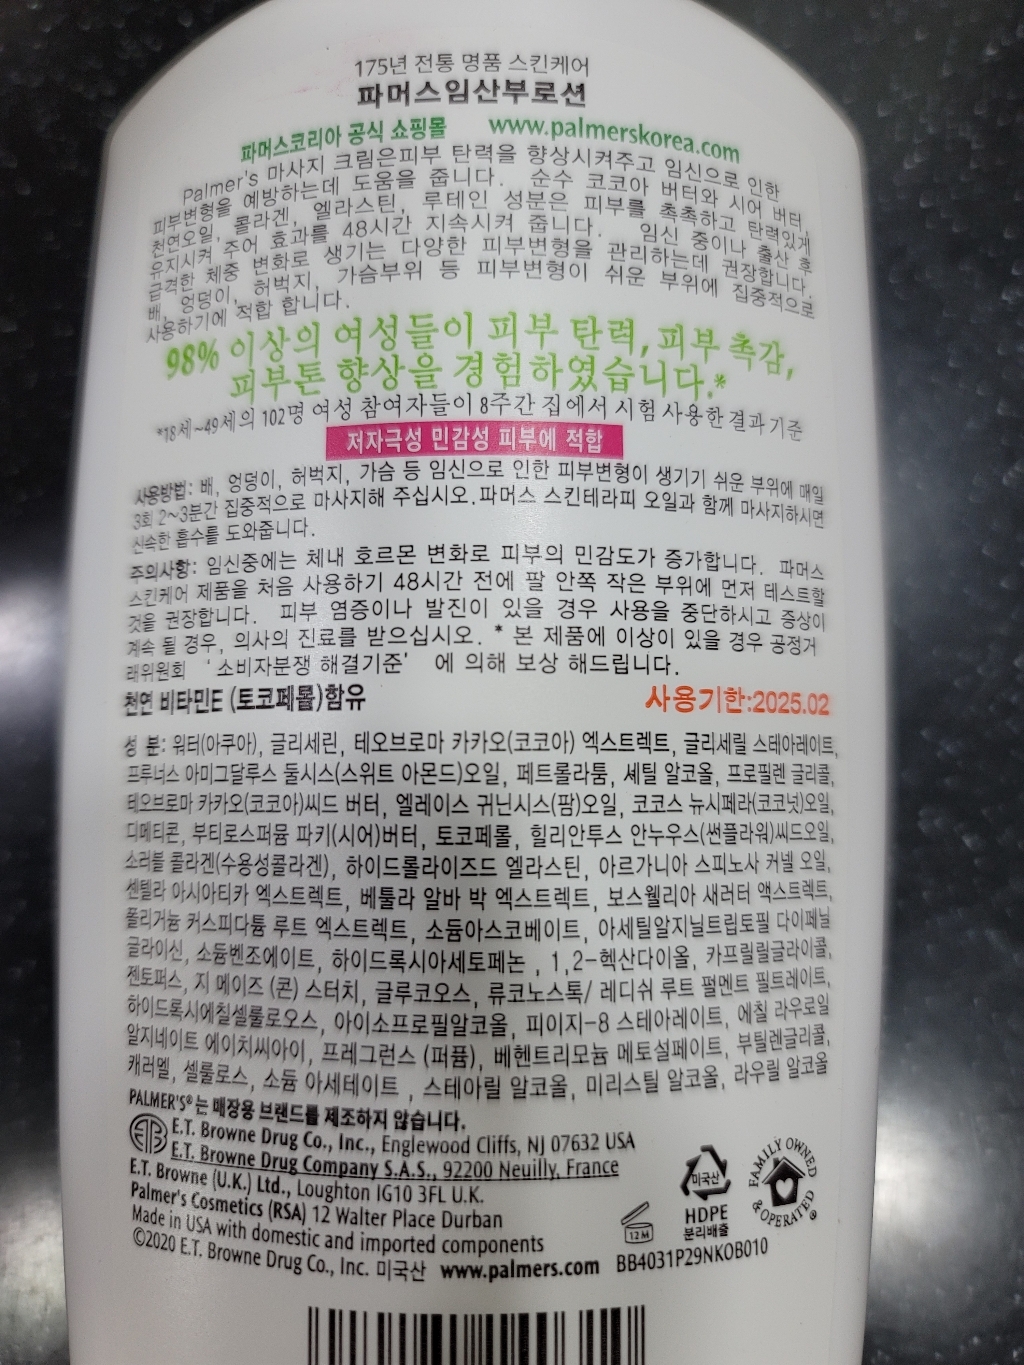 175년 전통 명품 스킨케어
파머스임산부로션
파머스코리아 공식 쇼핑몰 www.palmerskorea.com
Palmer's 마사지 크림은피부 탄력을 향상시켜주고 임신으로 인한
피부변형을 예방하는데 도움을 줍니다. 순수 코코아 버터와 시어 버터,
천연오일, 콜라겐, 엘라스틴, 루테인 성분은 피부를 촉촉하고 탄력있게
유지시켜 주어 효과를 48시간 지속시켜 줍니다. 임신 중이나 출산 후
급격한 체중 변화로 생기는 다양한 피부변형을 관리하는데 권장합니다.
배, 엉덩이, 허벅지, 가슴부위 등 피부변형이 쉬운 부위에 집중적으로
사용하기에 적합 합니다.
98% 이상의 여성들이 피부 탄력, 피부 촉감,
피부톤 향상을 경험하였습니다.*
*18세~49세의 102명 여성 참여자들이 8주간 집에서 시험 사용한 결과 기준
저자극성 민감성 피부에 적합
사용방법: 배, 엉덩이, 허벅지, 가슴 등 임신으로 인한 피부변형이 생기기 쉬운 부위에 매일
3회 2~3분간 집중적으로 마사지해 주십시오. 파머스 스킨테라피 오일과 함께 마사지하시면
신속한 흡수를 도와줍니다.
주의사항: 임신중에는 체내 호르몬 변화로 피부의 민감도가 증가합니다. 파머스
스킨케어 제품을 처음 사용하기 48시간 전에 팔 안쪽 작은 부위에 먼저 테스트할
것을 권장합니다. 피부 염증이나 발진이 있을 경우 사용을 중단하시고 증상이
계속 될 경우, 의사의 진료를 받으십시오. * 본 제품에 이상이 있을 경우 공정거
래위원회 '소비자분쟁 해결기준' 에 의해 보상 해드립니다.
천연 비타민E (토코페롤)함유 사용기한:2025.02
성 분: 워터(아쿠아), 글리세린, 테오브로마 카카오(코코아) 엑스트렉트, 글리세릴 스테아레이트,
프루너스 아미그달루스 둘시스(스위트 아몬드)오일, 페트롤라툼, 세틸 알코올, 프로필렌 글리콜,
테오브로마 카카오(코코아)씨드 버터, 엘레이스 귀닌시스(팜)오일, 코코스 뉴시페라(코코넛)오일,
디메티콘, 부티로스퍼뮴 파키(시어)버터, 토코페롤, 힐리안투스 안누우스(썬플라워)씨드오일,
소러블 콜라겐(수용성콜라겐), 하이드롤라이즈드 엘라스틴, 아르가니아 스피노사 커넬 오일,
센텔라 아시아티카 엑스트렉트, 베툴라 알바 박 엑스트렉트, 보스웰리아 새러터 액스트렉트,
폴리거늄 커스피다튬 루트 엑스트렉트, 소듐아스코베이트, 아세틸알지닐트립토필 다이페닐
글라이신, 소듐벤조에이트, 하이드록시아세토페논 , 1,2-헥산다이올, 카프릴릴글라이콜,
젠토퍼스, 지 메이즈 (콘) 스터치, 글루코오스, 류코노스톡/ 레디쉬 루트 펄멘트 필트레이트,
하이드록시에칠셀룰로오스, 아이소프로필알코올, 피이지-8 스테아레이트, 에칠 라우로일
알지네이트 에이치씨아이, 프레그런스 (퍼퓸), 베헨트리모늄 메토설페이트, 부틸렌글리콜,
캐러멜, 셀룰로스, 소듐 아세테이트 , 스테아릴 알코올, 미리스틸 알코올, 라우릴 알코올
PALMER'S®는 매장용 브랜드를 제조하지 않습니다.
ETB E.T. Browne Drug Co., Inc., Englewood Cliffs, NJ 07632 USA
E.T. Browne Drug Company S.A.S., 92200 Neuilly, France
E.T. Browne (U.K.) Ltd., Loughton IG10 3FL U.K.
Palmer's Cosmetics (RSA) 12 Walter Place Durban
Made in USA with domestic and imported components
©2020 E.T. Browne Drug Co., Inc. 미국산 www.palmers.com BB4031P29NKOB010
12M
미국산
HDPE
분리배출
FAMILY OWNED
& OPERATED®